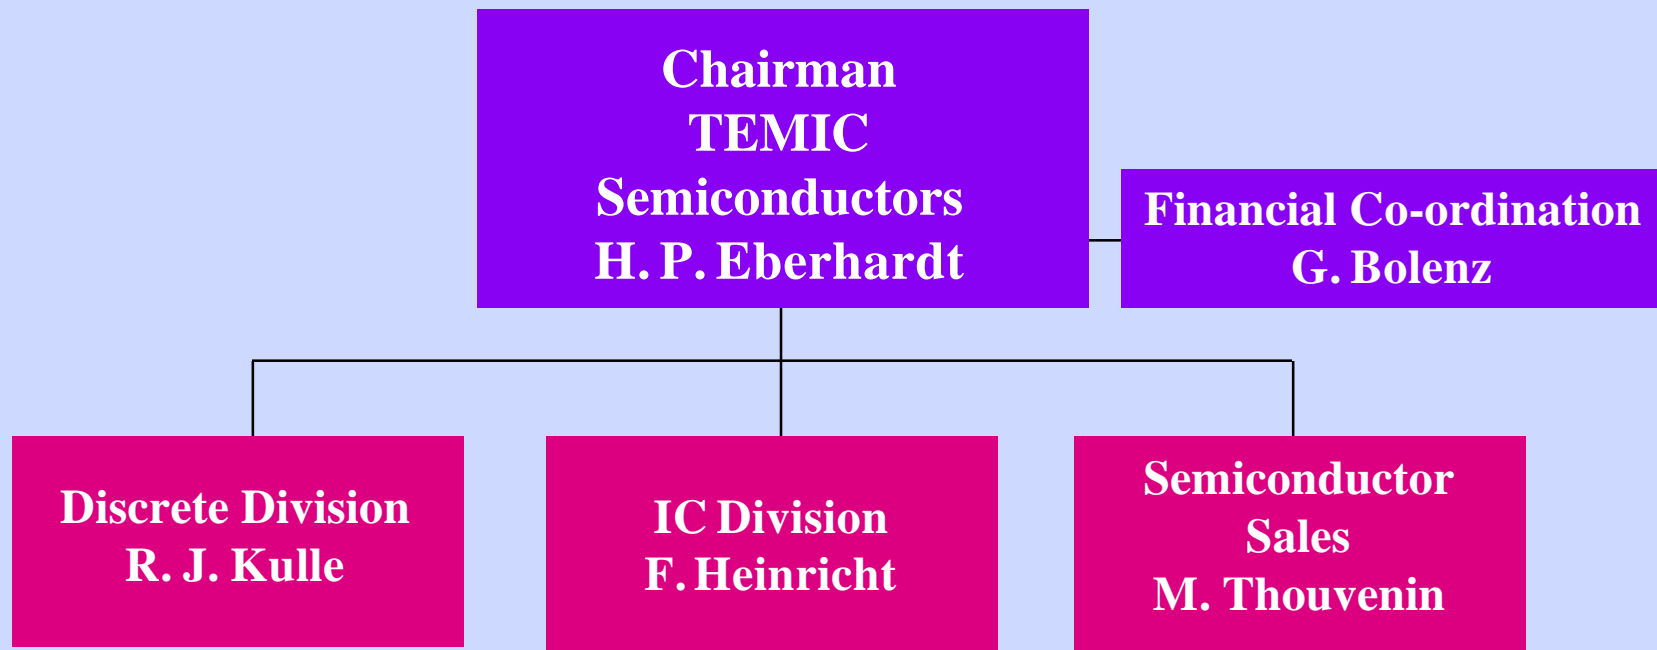 Chairman
TEMIC
Semiconductors
H. P. Eberhardt
Financial Co-ordination
G. Bolenz
Discrete Division
R. J. Kulle
IC Division
F. Heinricht
Semiconductor
Sales
M. Thouvenin